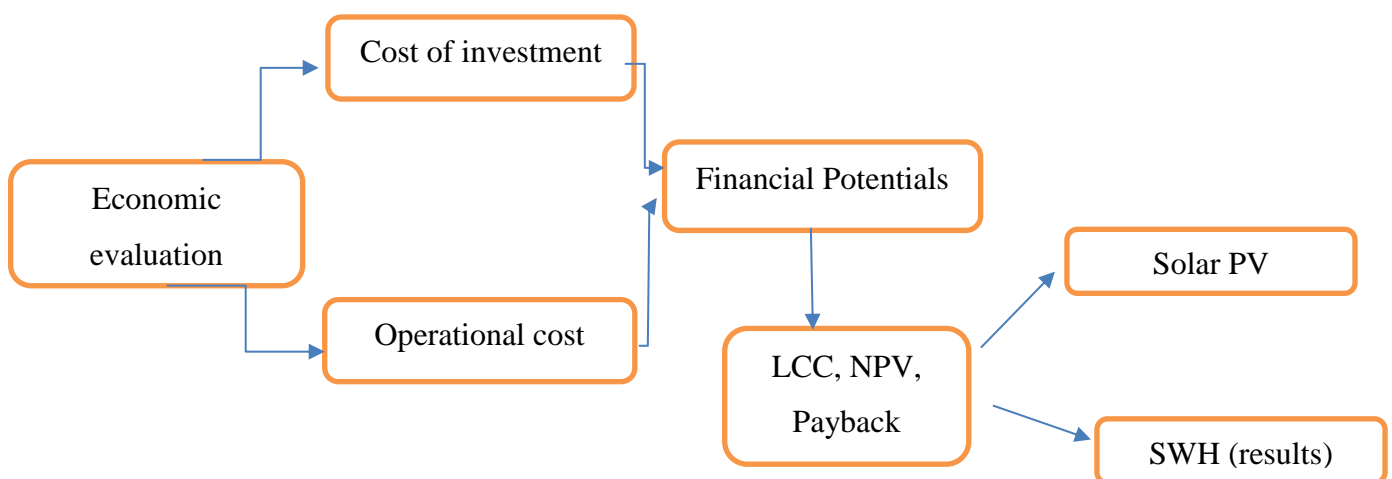 Cost of investment
Economic
evaluation
Operational cost
Financial Potentials
LCC, NPV,
Payback
Solar PV
SWH (results)